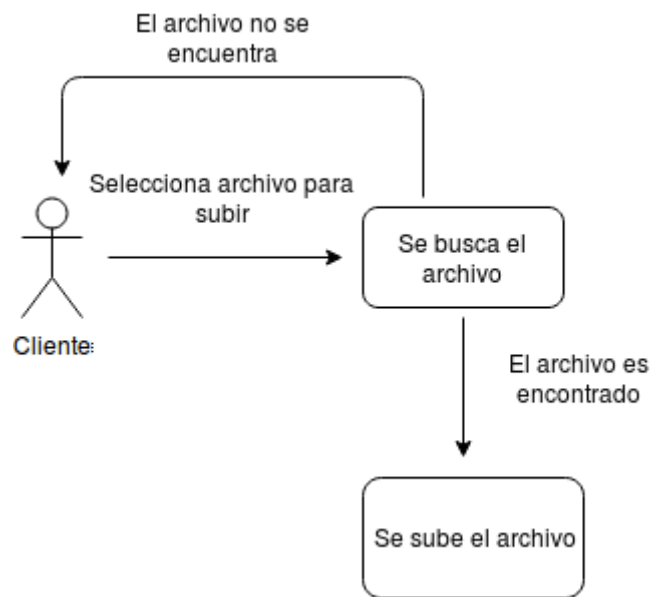 El archivo no se
encuentra
Selecciona archivo para
subir
Se busca el
archivo
Cliente:
El archivo es
encontrado
Se sube el archivo